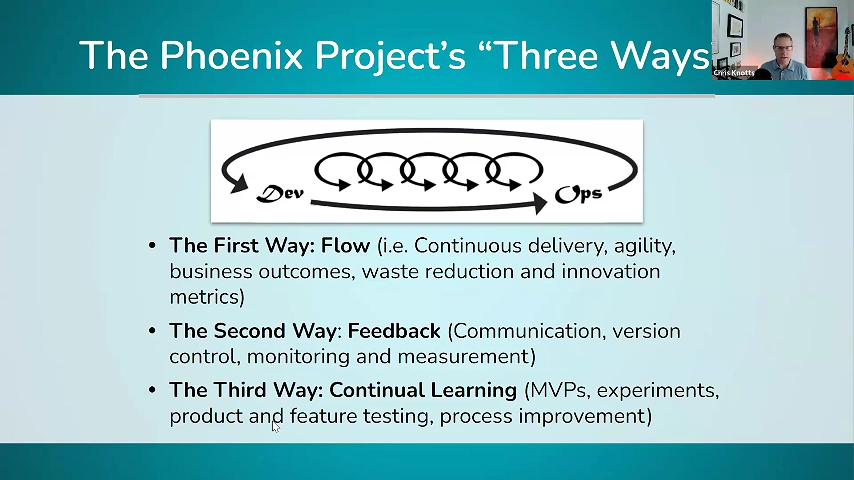 The Phoenix Project's “Three Ways
Chris Knotts
Dev
Ops
• The First Way: Flow (i.e. Continuous delivery, agility,
business outcomes, waste reduction and innovation
metrics)
• The Second Way: Feedback (Communication, version
control, monitoring and measurement)
• The Third Way: Continual Learning (MVPs, experiments,
product and feature testing, process improvement)